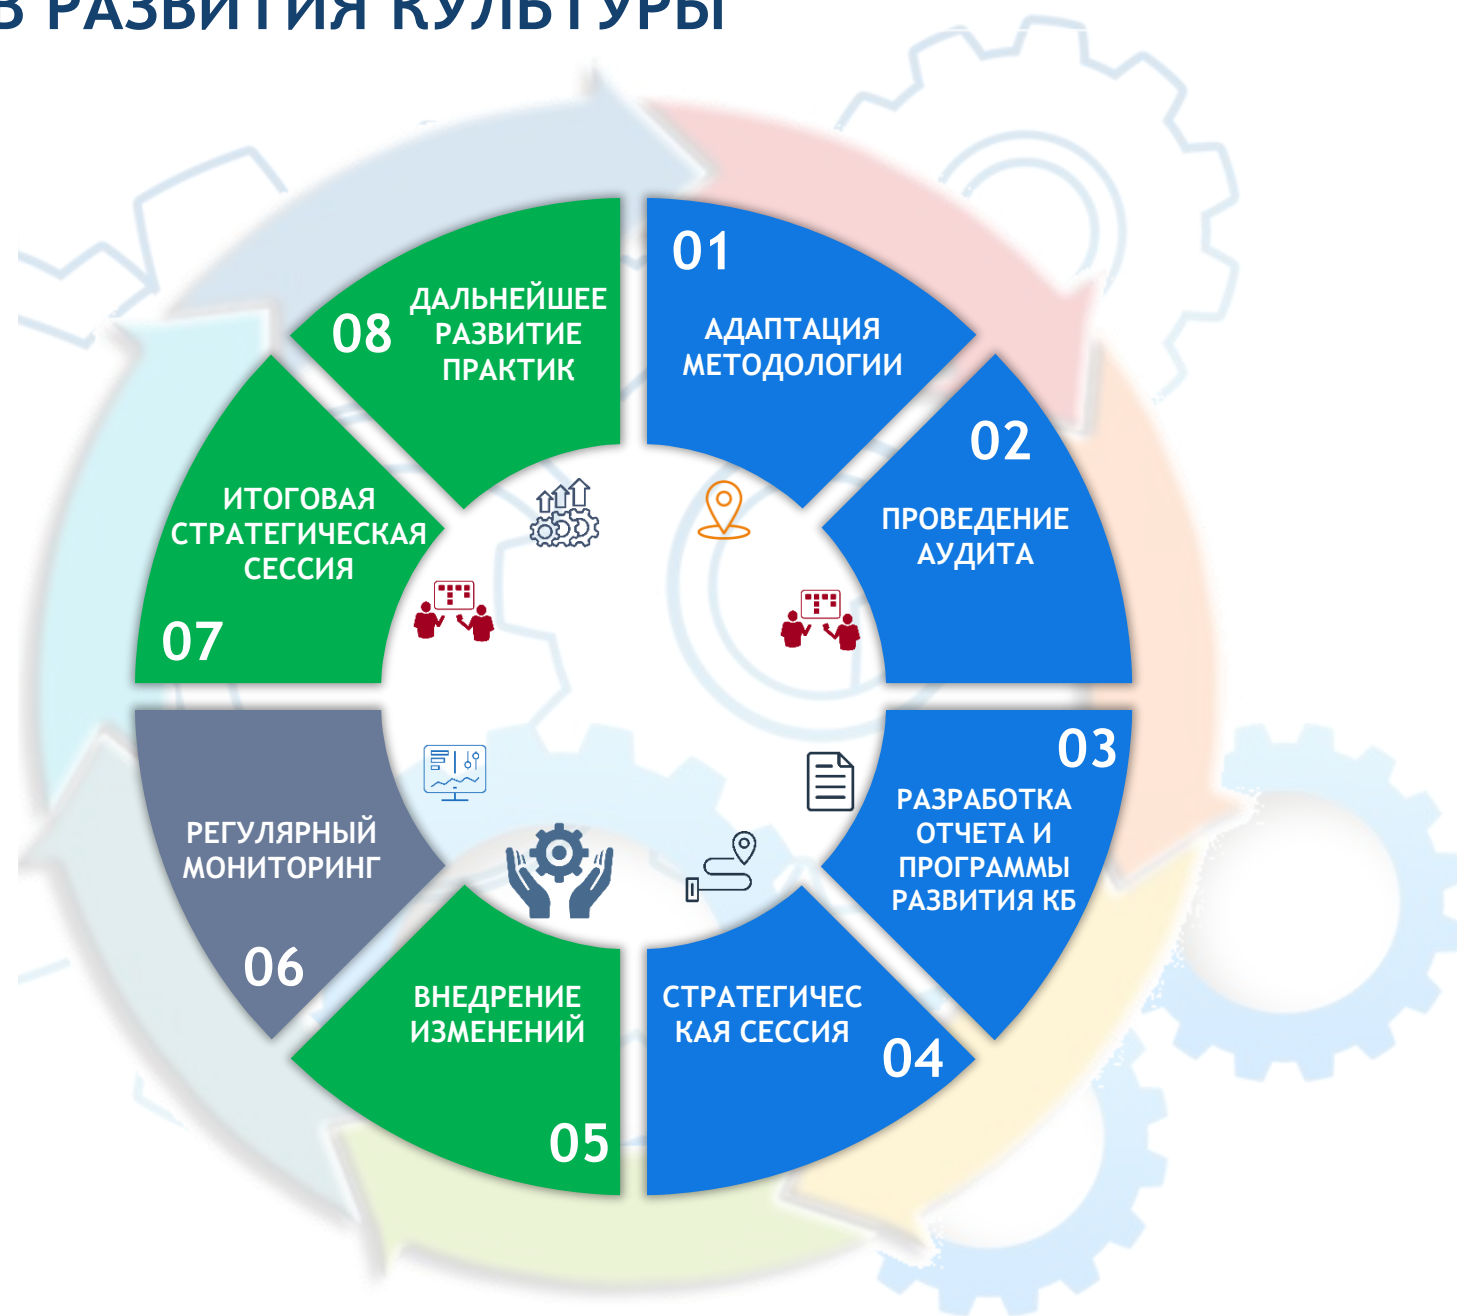 В РАЗВИТИЯ КУЛЬТУРЫ
01
АДАПТАЦИЯ
МЕТОДОЛОГИИ
02
ПРОВЕДЕНИЕ
АУДИТА
03
РАЗРАБОТКА
ОТЧЕТА И
ПРОГРАММЫ
РАЗВИТИЯ КБ
СТРАТЕГИЧЕС
КАЯ СЕССИЯ
04
ВНЕДРЕНИЕ
ИЗМЕНЕНИЙ
05
РЕГУЛЯРНЫЙ
МОНИТОРИНГ
06
ИТОГОВАЯ
СТРАТЕГИЧЕСКАЯ
СЕССИЯ
07
08
ДАЛЬНЕЙШЕЕ
РАЗВИТИЕ
ПРАКТИК